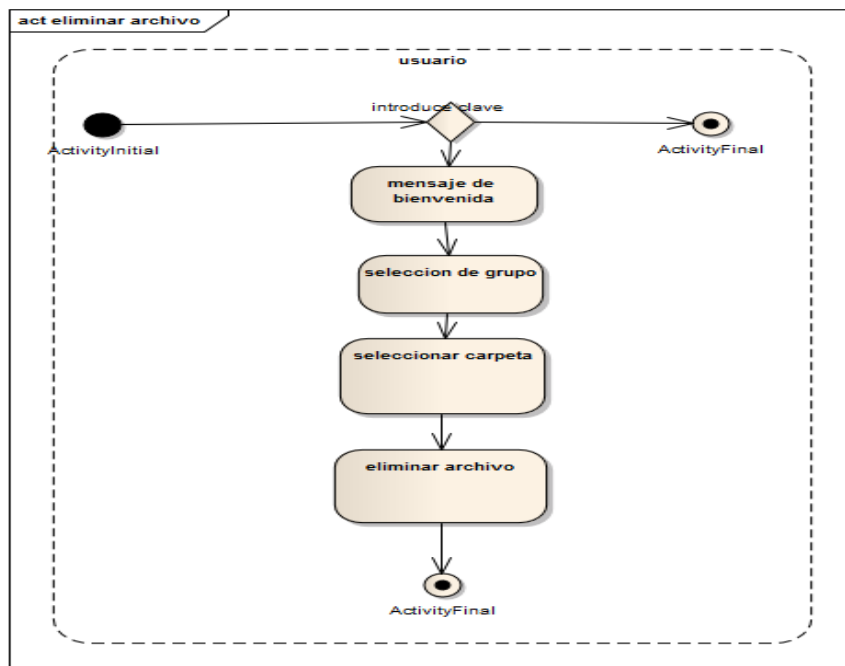 act eliminar archivo
usuario
introduce clave
ActivityInitial
ActivityFinal
mensaje de
bienvenida
seleccion de grupo
seleccionar carpeta
eliminar archivo
ActivityFinal